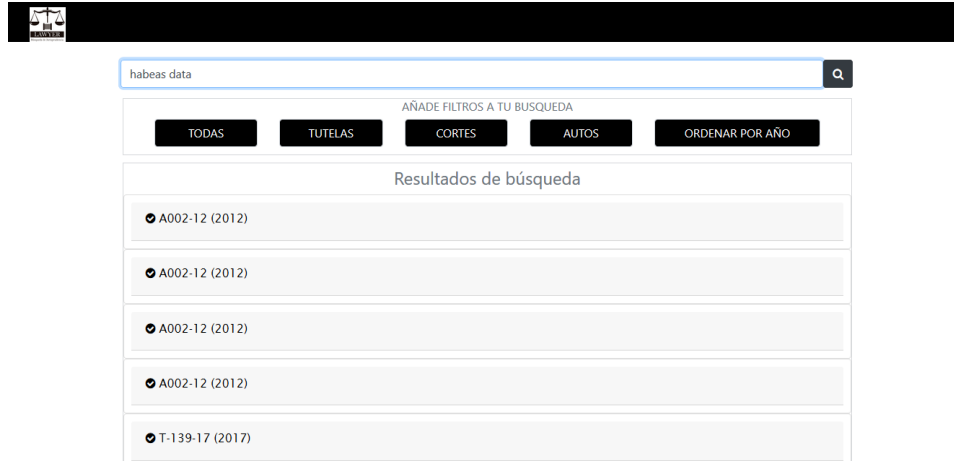 LAWYER
habeas data
AÑADE FILTROS A TU BUSQUEDA
TODAS TUTELAS CORTES AUTOS ORDENAR POR AÑO
Resultados de búsqueda
A002-12 (2012)
A002-12 (2012)
A002-12 (2012)
A002-12 (2012)
T-139-17 (2017)